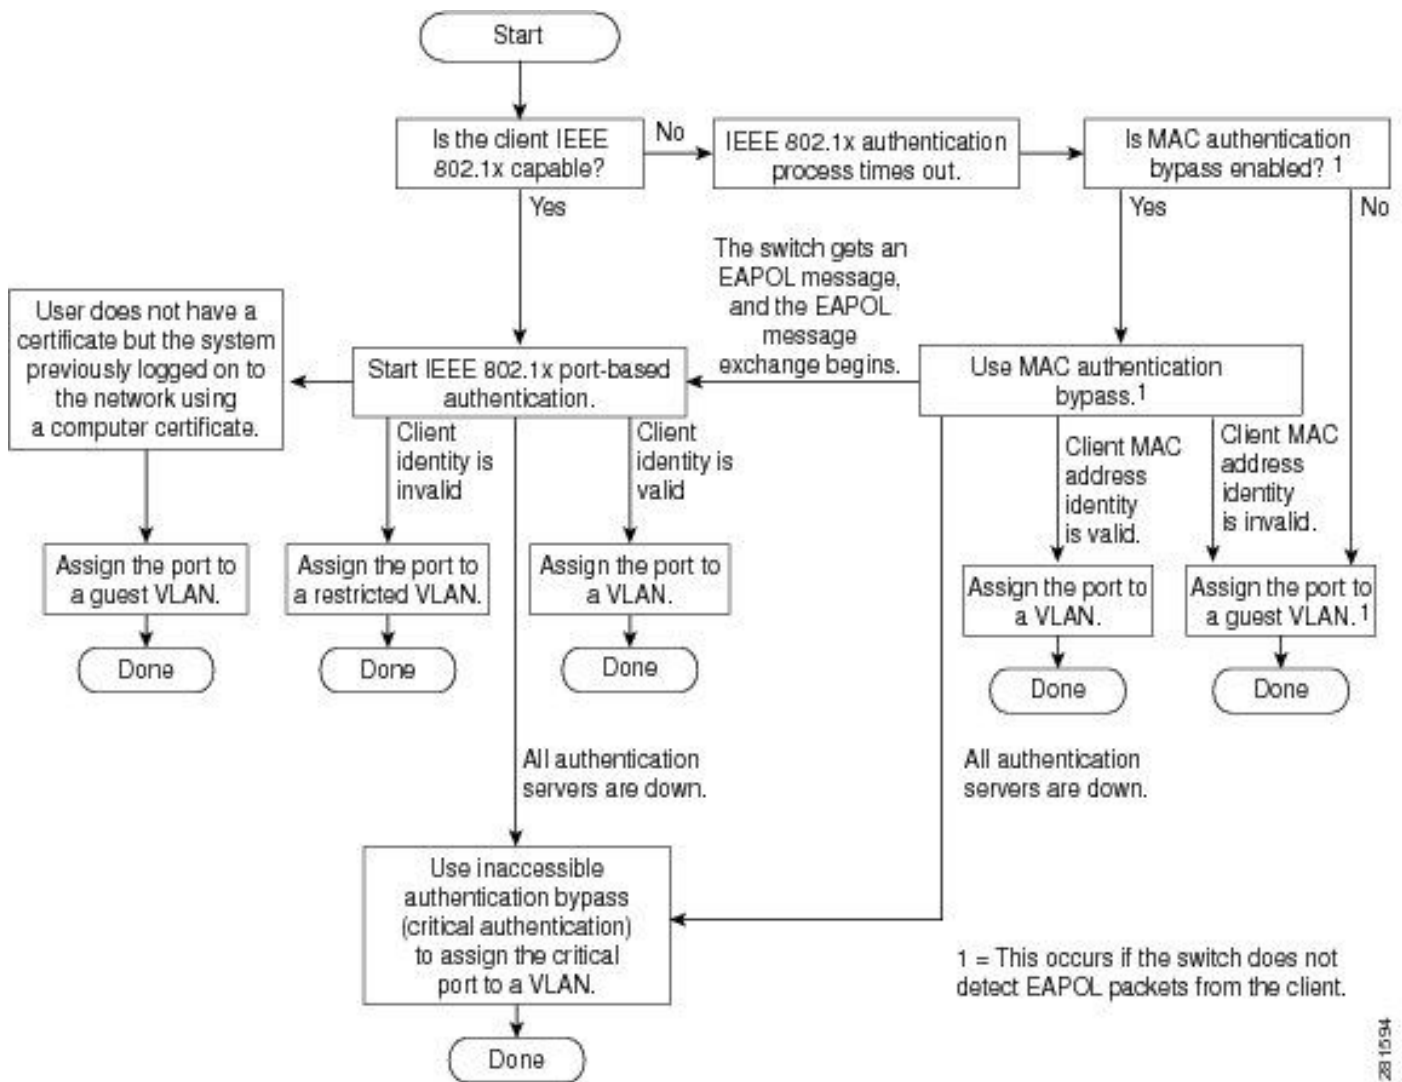 Start
Is the client IEEE
802.1x capable?
No
IEEE 802.1x authentication
process times out.
Is MAC authentication
bypass enabled? 1
Yes
Yes
No
The switch gets an
EAPOL message,
and the EAPOL
message
exchange begins.
User does not have a
certificate but the system
previously logged on to
the network using
a computer certificate.
Start IEEE 802.1x port-based
authentication.
Use MAC authentication
bypass.1
Client
identity is
invalid
Client
identity is
valid
Client MAC
address
identity
is valid.
Client MAC
address
identity
is invalid.
Assign the port to
a guest VLAN.
Assign the port to
a restricted VLAN.
Assign the port to
a VLAN.
Assign the port to
a VLAN.
Assign the port to
a guest VLAN.1
Done
Done
Done
Done
Done
All authentication
servers are down.
All authentication
servers are down.
Use inaccessible
authentication bypass
(critical authentication)
to assign the critical
port to a VLAN.
Done
1 = This occurs if the switch does not
detect EAPOL packets from the client.
281594